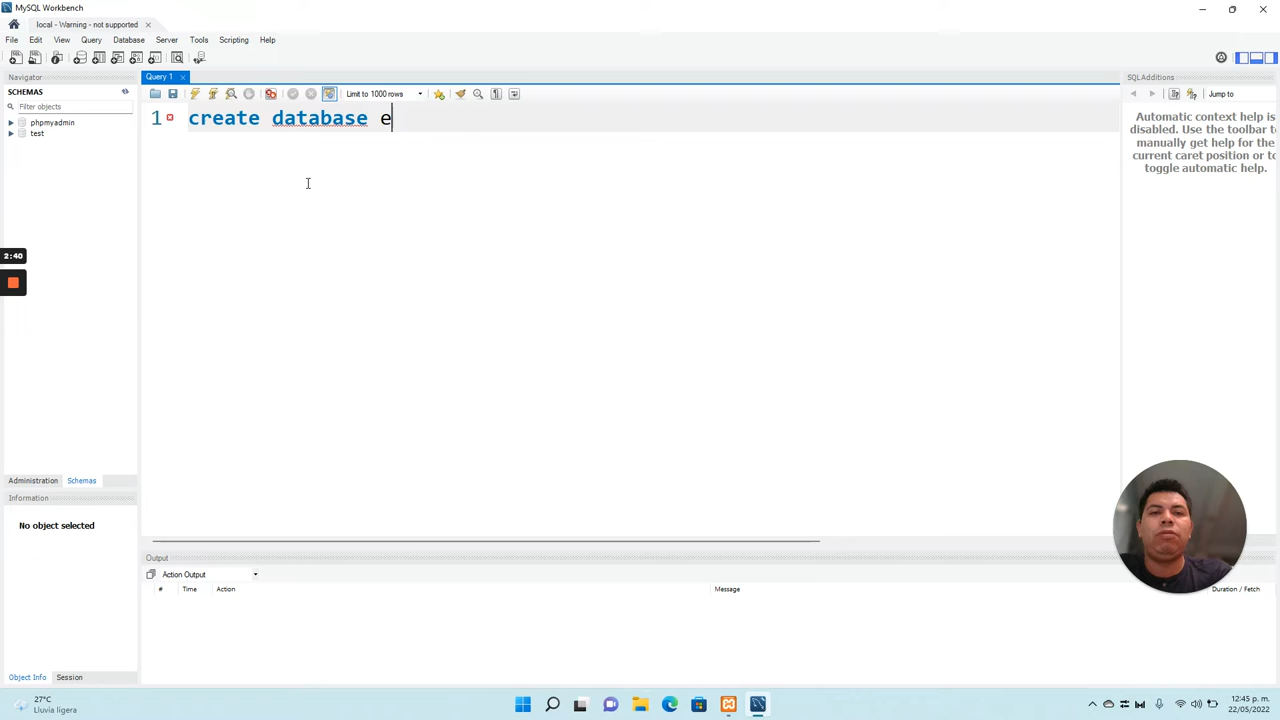 MySQL Workbench
local - Warning - not supported
File Edit View Query Database Server Tools Scripting Help
Navigator
SCHEMAS
Filter objects
phpmyadmin
test
2:40
Administration Schemas
Information
No object selected
Object Info Session
Query 1
Limit to 1000 rows
1 create database e
Output
Action Output
# Time Action Message Duration / Fetch
SQLAdditions
Jump to
Automatic context help is
disabled. Use the toolbar to
manually get help for the
current caret position or to
toggle automatic help.
27°C
Lluvia ligera
12:45 p. m.
22/05/2022